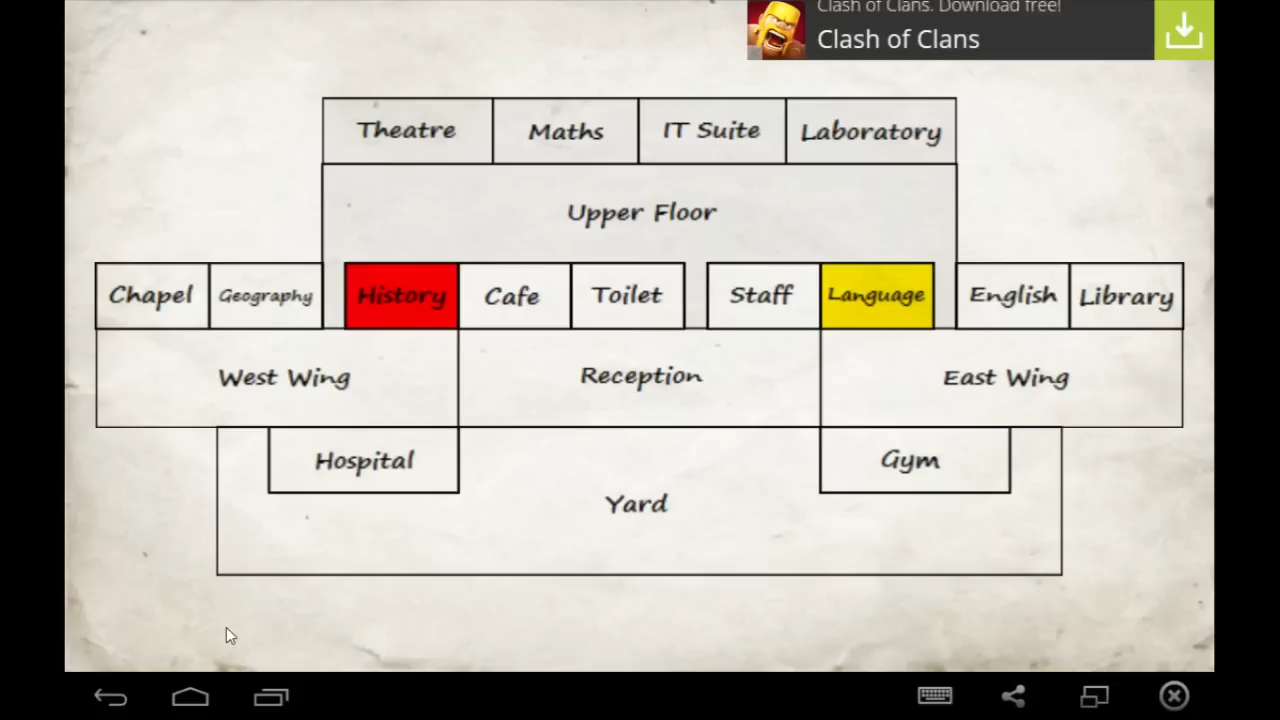 Clash of Clans. Download free!
Clash of Clans
Theatre
Maths
IT Suite
Laboratory
Upper Floor
Chapel
Geography
History
Cafe
Toilet
Staff
Language
English
Library
West Wing
Reception
East Wing
Hospital
Gym
Yard